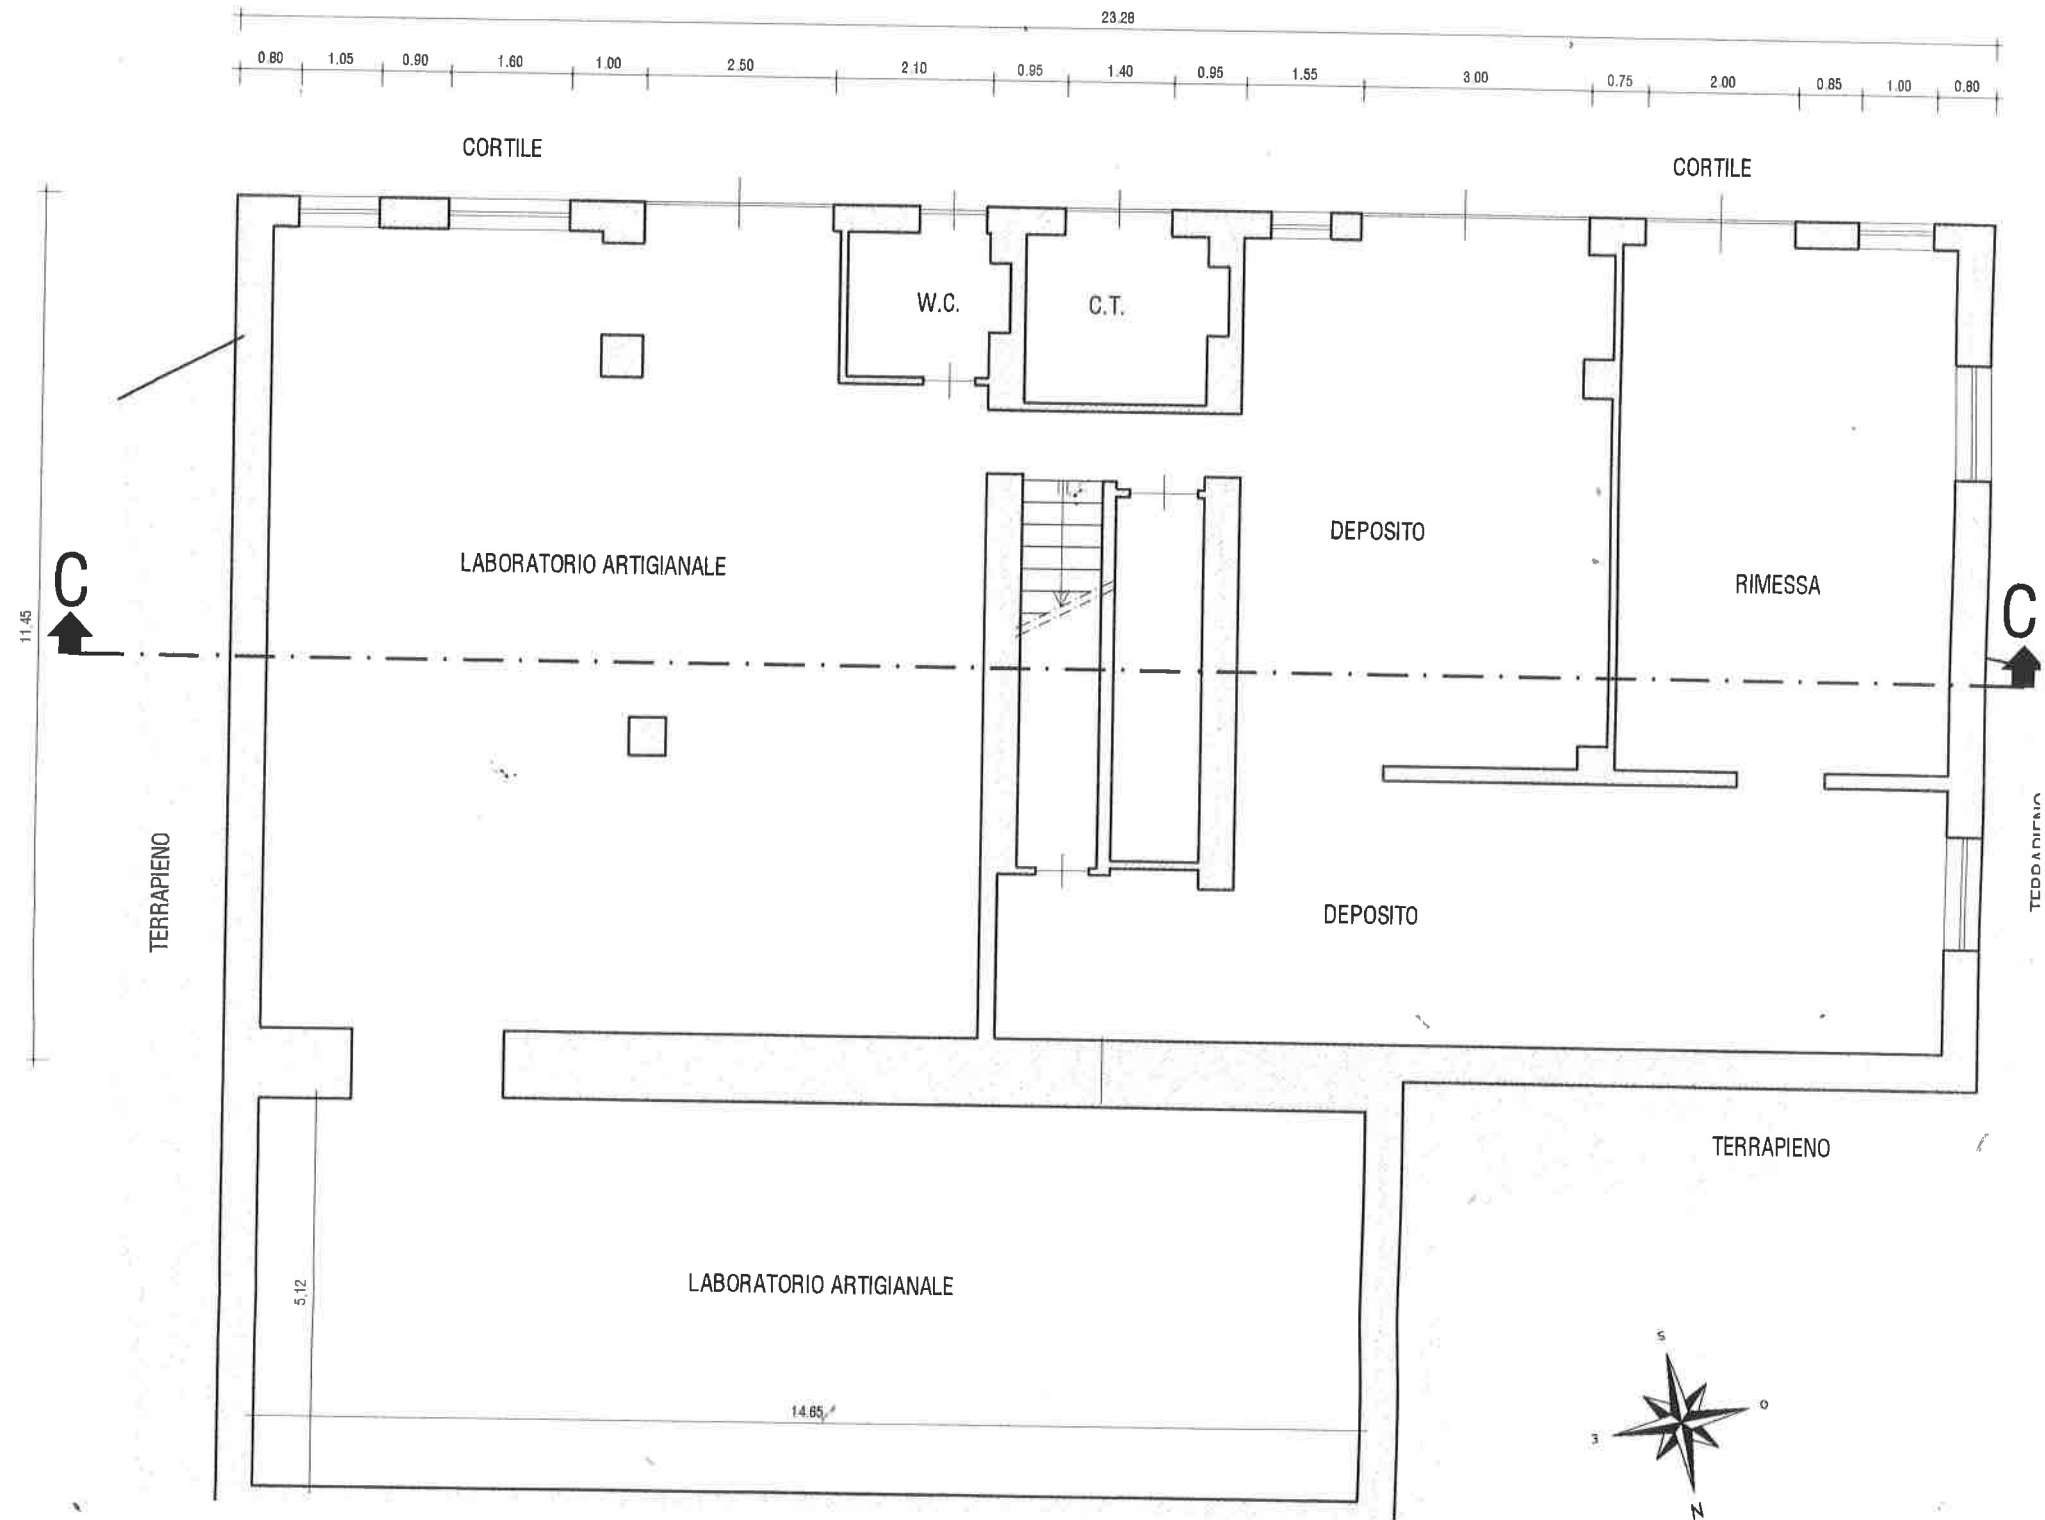 23.28
0.80 1.05 0.90 1.60 1.00 2.50 2.10 0.95 1.40 0.95 1.55 3.00 0.75 2.00 0.85 1.00 0.80
CORTILE CORTILE
W.C. C.T.
DEPOSITO
LABORATORIO ARTIGIANALE
RIMESSA
C C
11,45
TERRAPIENO
TERRAPIENO
DEPOSITO
TERRAPIENO
LABORATORIO ARTIGIANALE
5,12
14.65
S
O
E
N